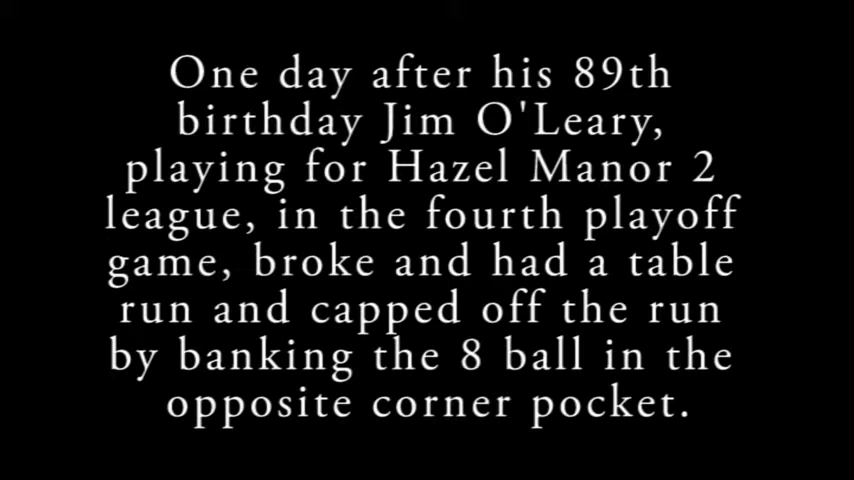 One day after his 89th
birthday Jim O'Leary,
playing for Hazel Manor 2
league, in the fourth playoff
game, broke and had a table
run and capped off the run
by banking the 8 ball in the
opposite corner pocket.